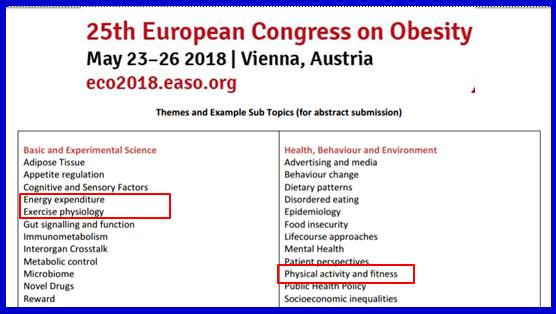 25th European Congress on Obesity
May 23–26 2018 | Vienna, Austria
eco2018.easo.org
Themes and Example Sub Topics (for abstract submission)
Basic and Experimental Science
Adipose Tissue
Appetite regulation
Cognitive and Sensory Factors
Energy expenditure
Exercise physiology
Gut signalling and function
Immunometabolism
Interorgan Crosstalk
Metabolic control
Microbiome
Novel Drugs
Reward
Health, Behaviour and Environment
Advertising and media
Behaviour change
Dietary patterns
Disordered eating
Epidemiology
Food insecurity
Lifecourse approaches
Mental Health
Patient perspectives
Physical activity and fitness
Public Health Policy
Socioeconomic inequalities